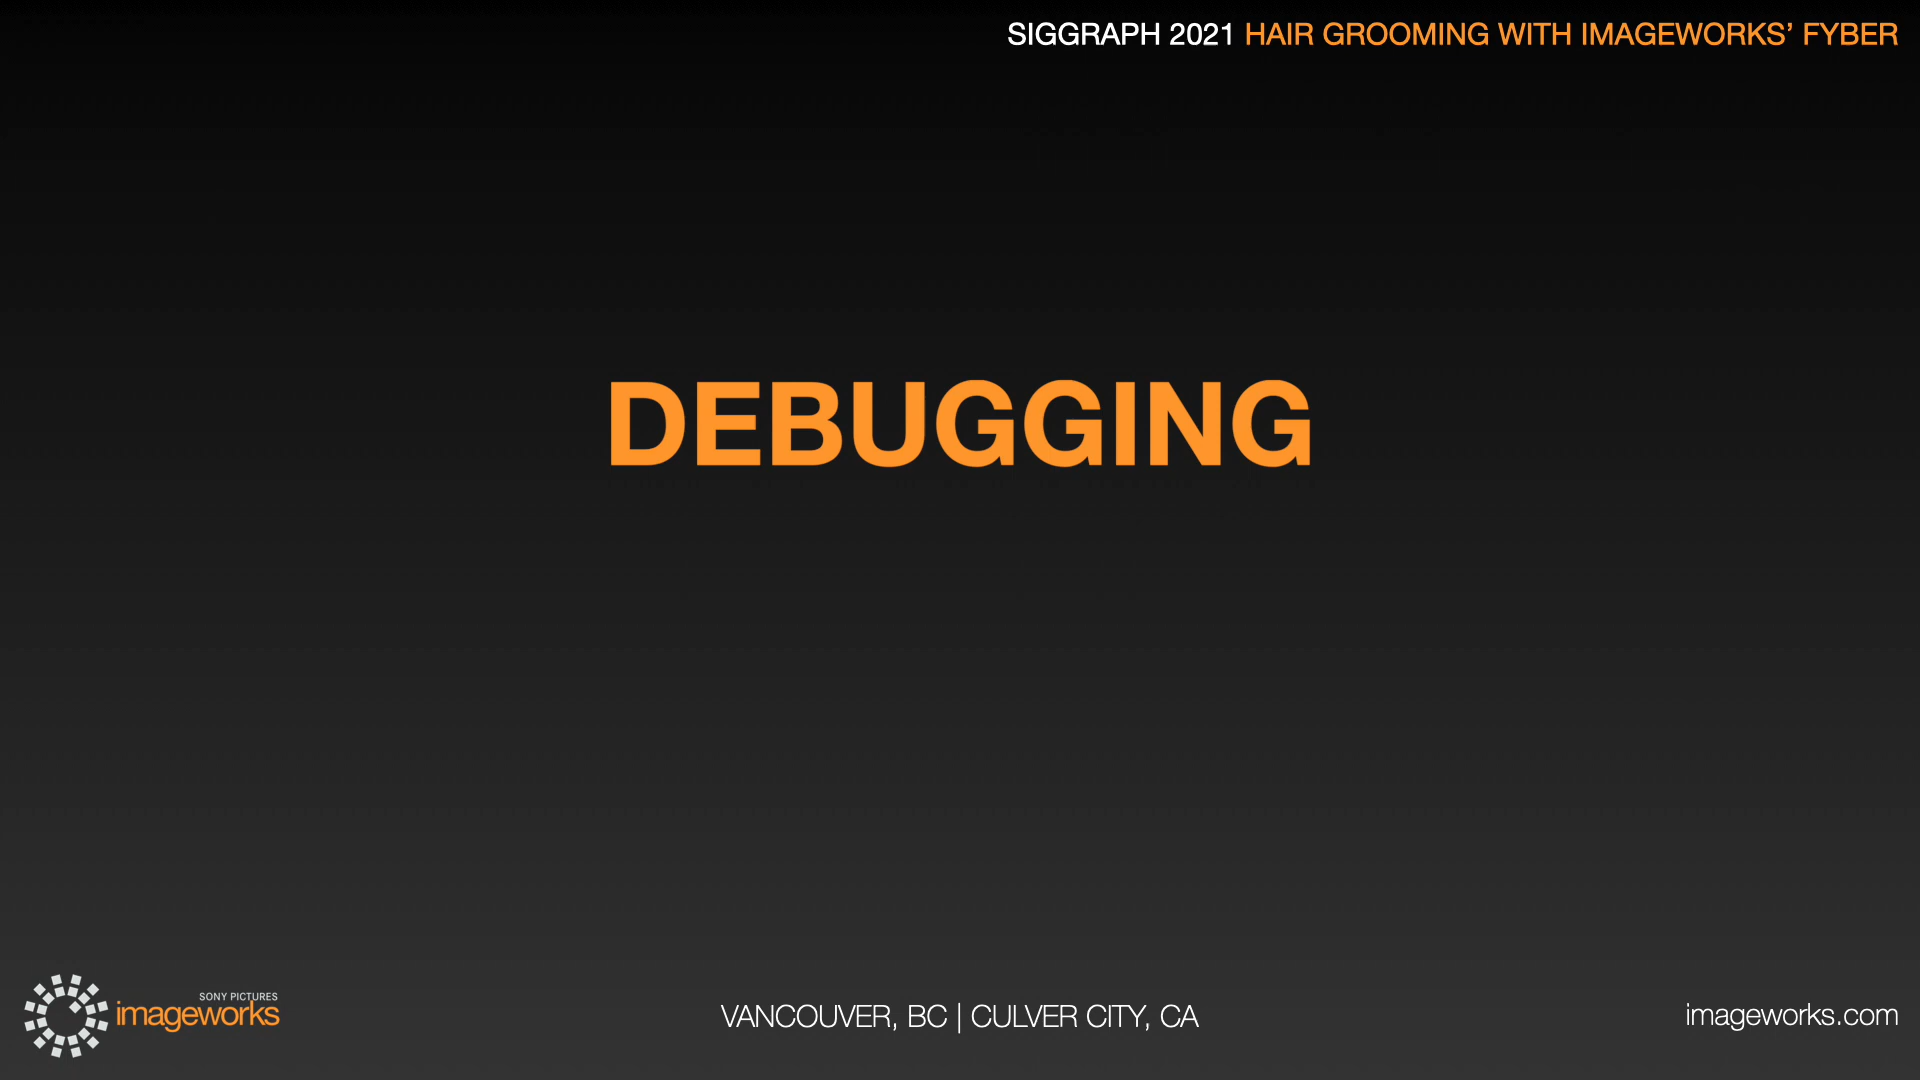 SIGGRAPH 2021 HAIR GROOMING WITH IMAGEWORKS’ FYBER
DEBUGGING
SONY PICTURES
imageworks
VANCOUVER, BC | CULVER CITY, CA
imageworks.com